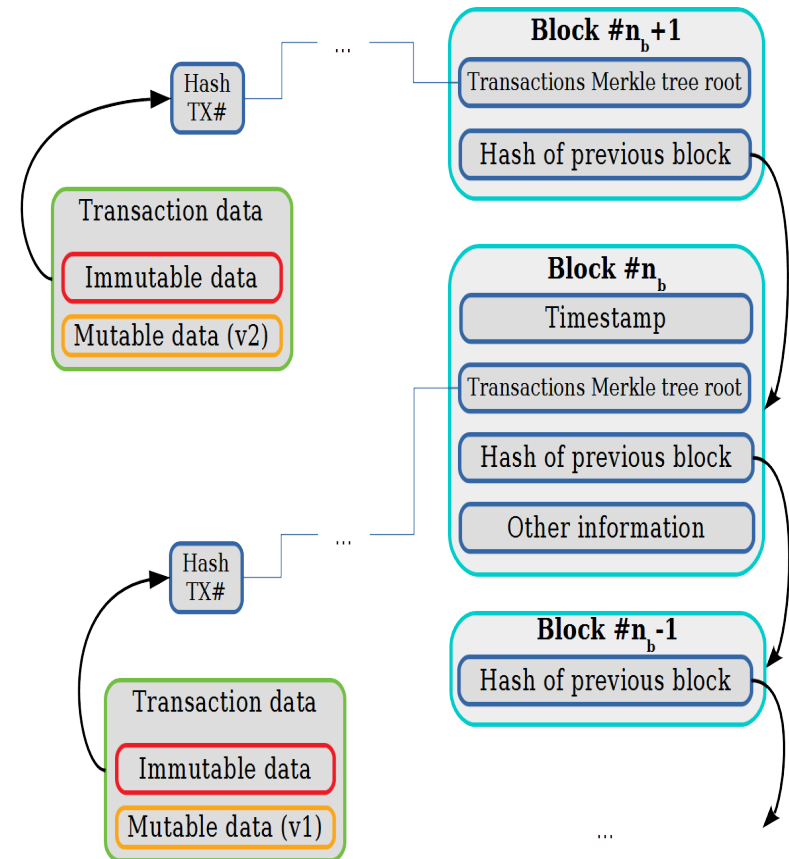 Block #n_b+1
Transactions Merkle tree root
Hash of previous block
Hash
TX#
...
Transaction data
Immutable data
Mutable data (v2)
Block #n_b
Timestamp
Transactions Merkle tree root
Hash of previous block
Other information
Hash
TX#
...
Transaction data
Immutable data
Mutable data (v1)
Block #n_b-1
Hash of previous block
...